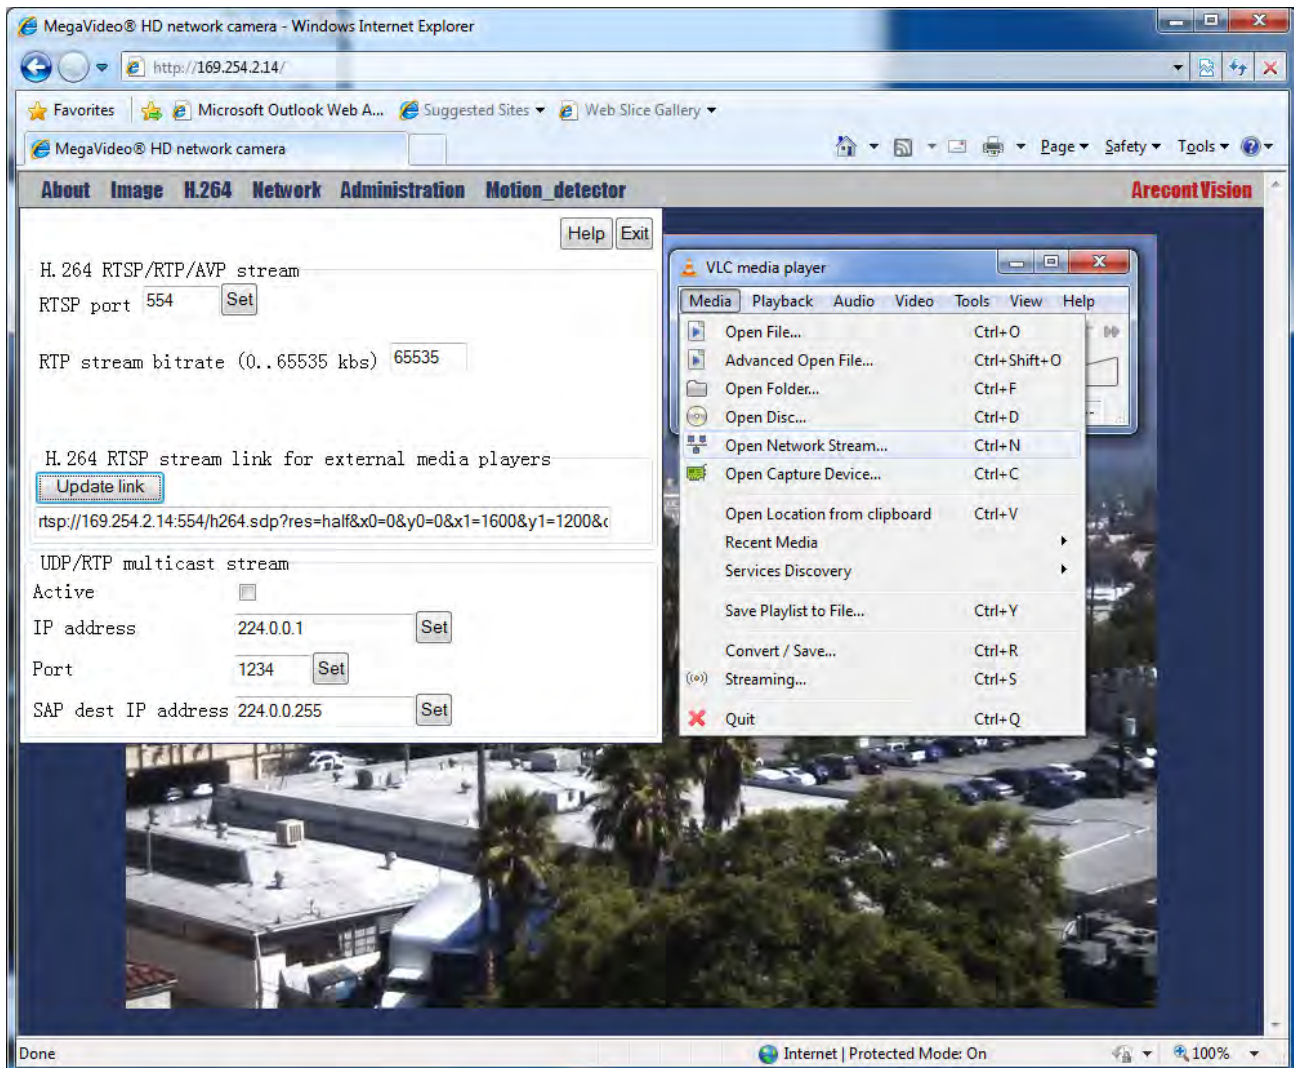 MegaVideo® HD network camera - Windows Internet Explorer
http://169.254.2.14/
Favorites Microsoft Outlook Web A... Suggested Sites Web Slice Gallery
MegaVideo® HD network camera
Page Safety Tools
About Image H.264 Network Administration Motion_detector ArecontVision
Help Exit
H.264 RTSP/RTP/AVP stream
RTSP port 554 Set
RTP stream bitrate (0..65535 kbs) 65535
H.264 RTSP stream link for external media players
Update link
rtsp://169.254.2.14:554/h264.sdp?res=half&x0=0&y0=0&x1=1600&y1=1200&
UDP/RTP multicast stream
Active
IP address 224.0.0.1 Set
Port 1234 Set
SAP dest IP address 224.0.0.255 Set
VLC media player
Media Playback Audio Video Tools View Help
Open File... Ctrl+O
Advanced Open File... Ctrl+Shift+O
Open Folder... Ctrl+F
Open Disc... Ctrl+D
Open Network Stream... Ctrl+N
Open Capture Device... Ctrl+C
Open Location from clipboard Ctrl+V
Recent Media
Services Discovery
Save Playlist to File... Ctrl+Y
Convert / Save... Ctrl+R
Streaming... Ctrl+S
Quit Ctrl+Q
Done Internet | Protected Mode: On 100%